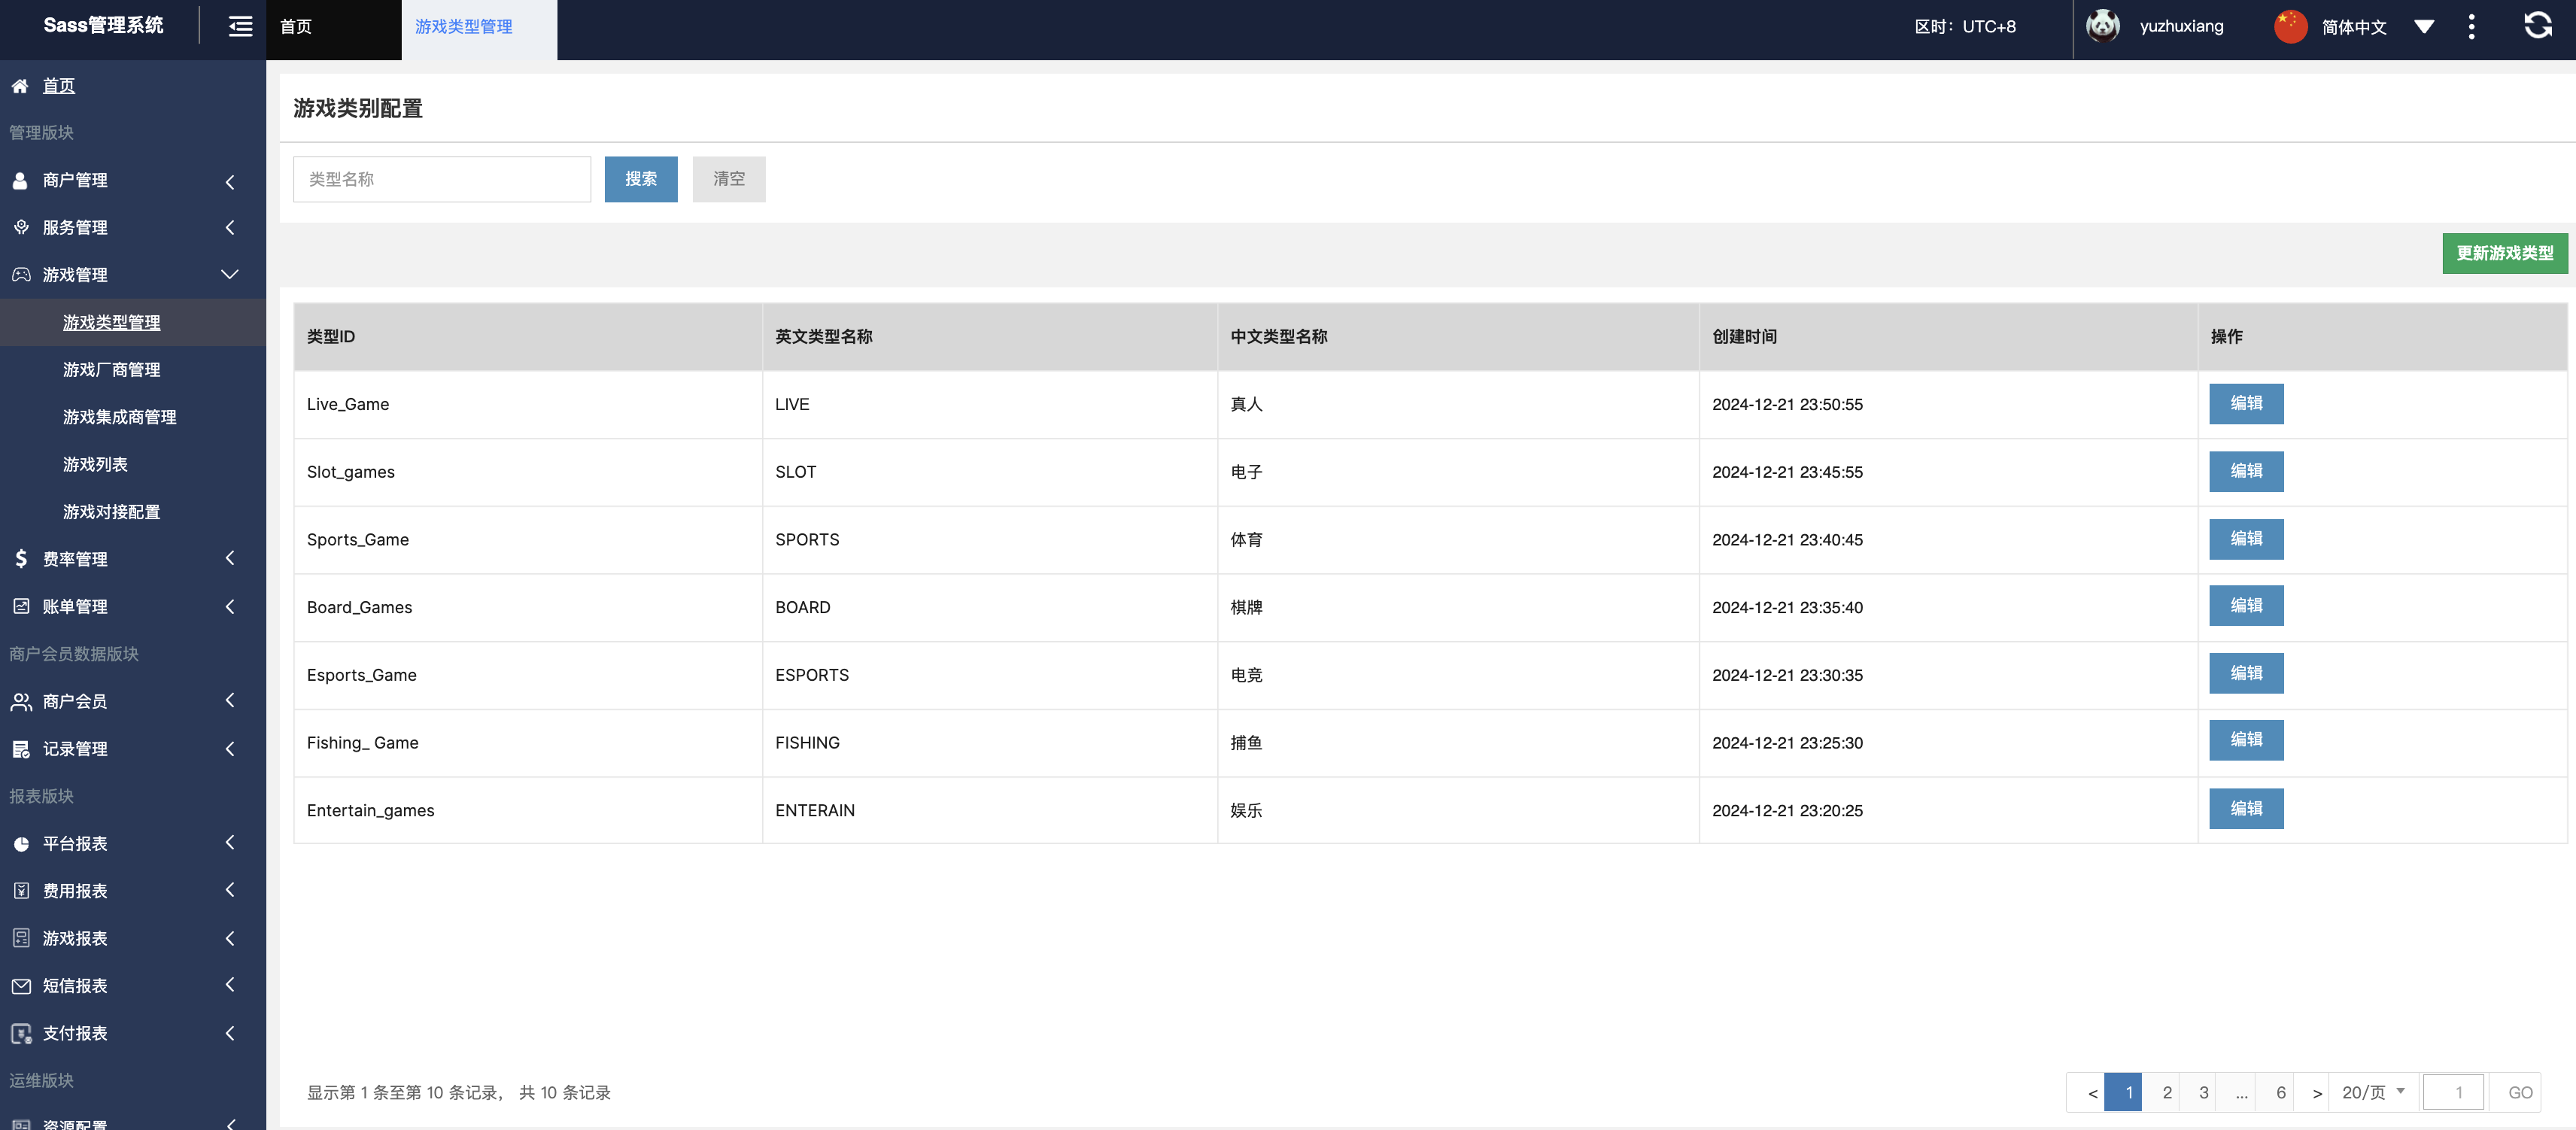 Sass管理系统
首页
游戏类型管理
区时：UTC+8
yuzhuxiang
简体中文
首页
管理版块
商户管理
服务管理
游戏管理
游戏类型管理
游戏厂商管理
游戏集成商管理
游戏列表
游戏对接配置
费率管理
账单管理
商户会员数据版块
商户会员
记录管理
报表版块
平台报表
费用报表
游戏报表
短信报表
支付报表
运维版块
资源配置
游戏类别配置
类型名称 搜索 清空
更新游戏类型
类型ID 英文类型名称 中文类型名称 创建时间 操作
Live_Game LIVE 真人 2024-12-21 23:50:55 编辑
Slot_games SLOT 电子 2024-12-21 23:45:55 编辑
Sports_Game SPORTS 体育 2024-12-21 23:40:45 编辑
Board_Games BOARD 棋牌 2024-12-21 23:35:40 编辑
Esports_Game ESPORTS 电竞 2024-12-21 23:30:35 编辑
Fishing_ Game FISHING 捕鱼 2024-12-21 23:25:30 编辑
Entertain_games ENTERAIN 娱乐 2024-12-21 23:20:25 编辑
显示第 1 条至第 10 条记录， 共 10 条记录
< 1 2 3 ... 6 > 20/页 1 GO